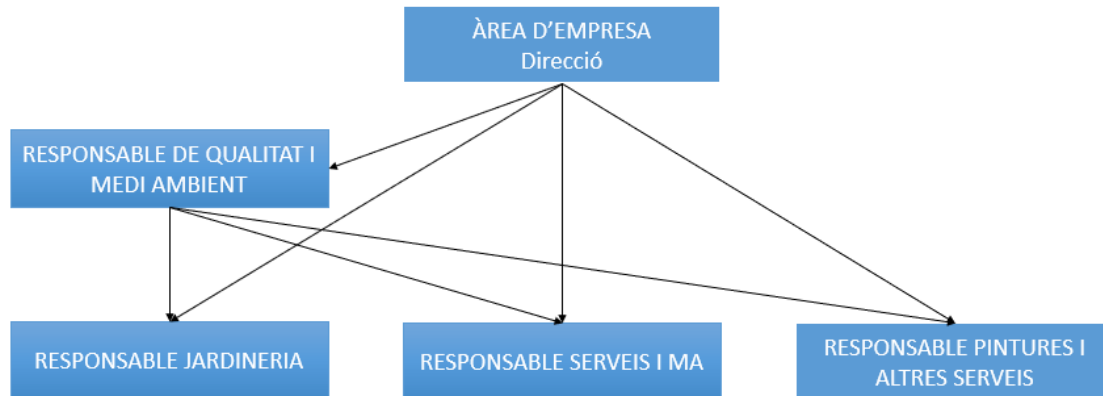 ÀREA D'EMPRESA
Direcció
RESPONSABLE DE QUALITAT I
MEDI AMBIENT
RESPONSABLE JARDINERIA
RESPONSABLE SERVEIS I MA
RESPONSABLE PINTURES I
ALTRES SERVEIS